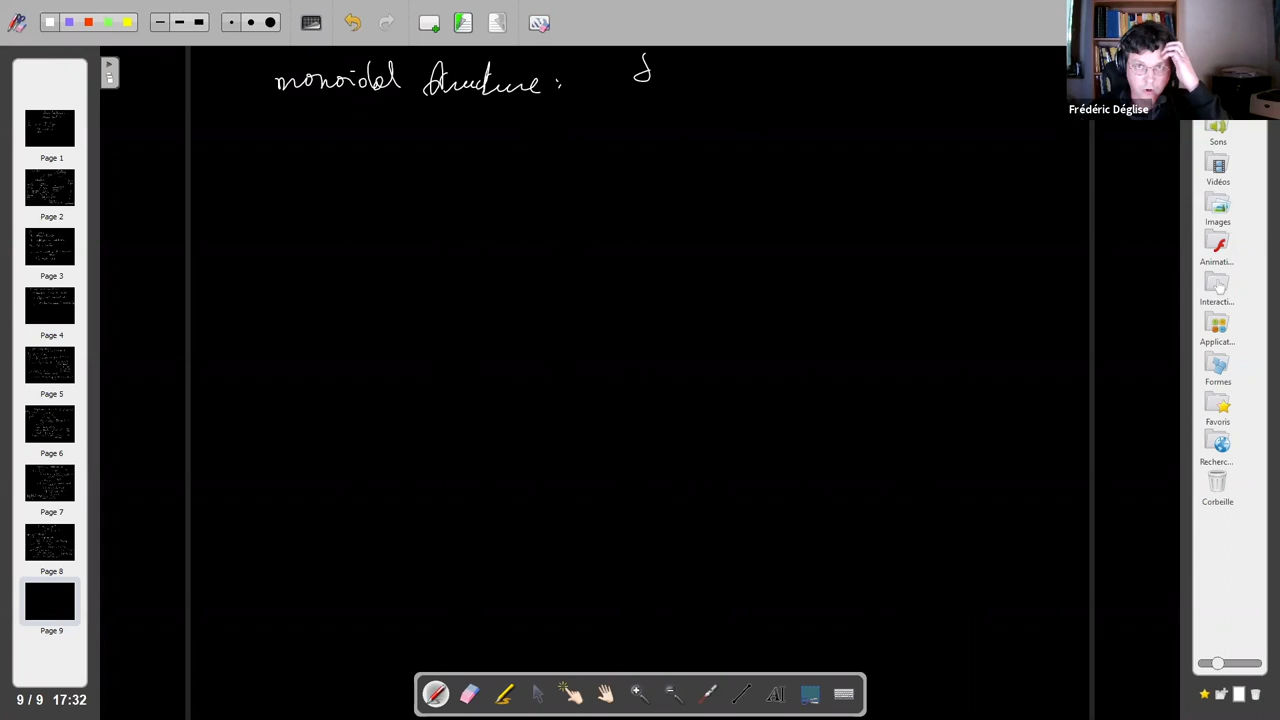 monoidal structure :
Frédéric Déglise
Page 1
Page 2
Page 3
Page 4
Page 5
Page 6
Page 7
Page 8
Page 9
9 / 9 17:32
Sons
Vidéos
Images
Animati...
Interacti...
Applicat...
Formes
Favoris
Recherc...
Corbeille
AI